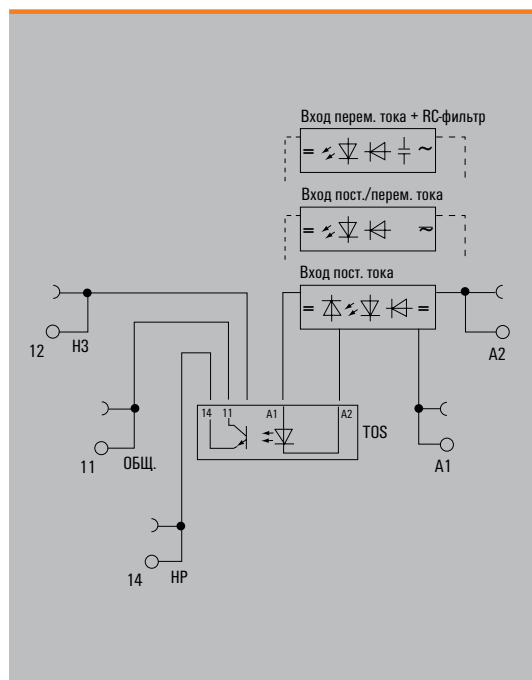 Вход перем. тока + RC-фильтр
Вход пост./перем. тока
Вход пост. тока
12
НЗ
A2
14
11
A1
A2
TOS
11
ОБЩ.
A1
14
НР